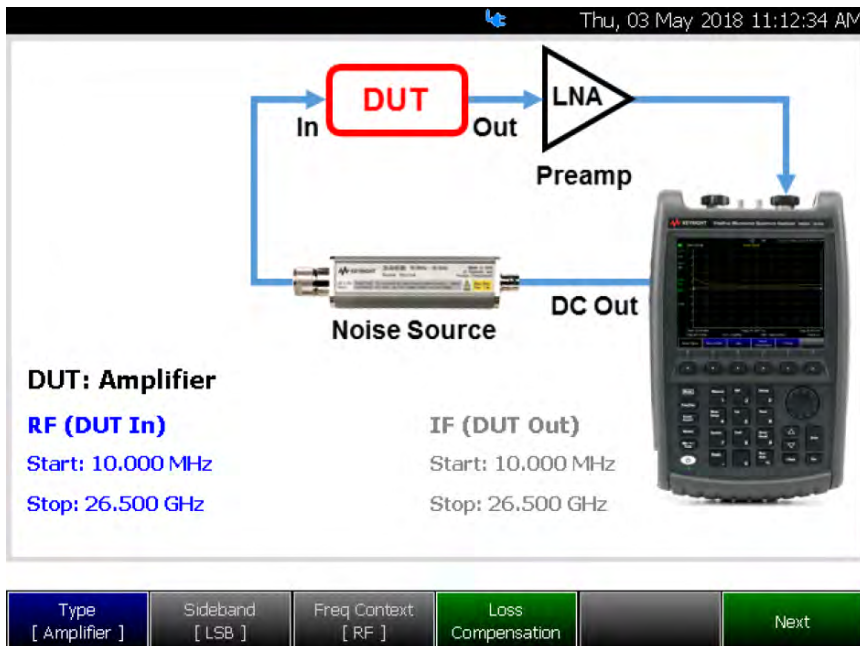 Thu, 03 May 2018 11:12:34 AM
DUT
LNA
In
Out
Preamp
KEYSIGHT
KEYSIGHT
DC Out
Noise Source
DUT: Amplifier
RF (DUT In)
IF (DUT Out)
Start: 10.000 MHz
Start: 10.000 MHz
Stop: 26.500 GHz
Stop: 26.500 GHz
Type
[ Amplifier ]
Sideband
[ LSB ]
Freq Context
[ RF ]
Loss
Compensation
Next